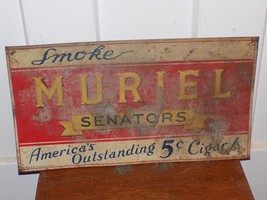 Smoke
MURIEL
SENATORS
America's
Outstanding 5¢ Cigar